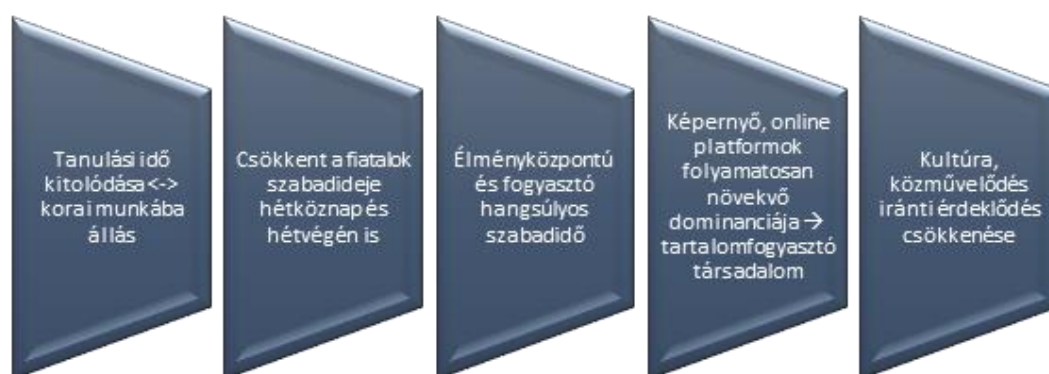 Tanulási idő
kitolódása<->
korai munkába
állás
Csökkent a fiatalok
szabadideje
hétköznap és
hétvégén is
Élményközpontú
és fogyasztó
hangsúlyos
szabadidő
Képernyő, online
platformok
folyamatosan
növekvő
dominanciája →
tartalomfogyasztó
társadalom
Kultúra,
közművelődés
iránti érdeklődés
csökkenése